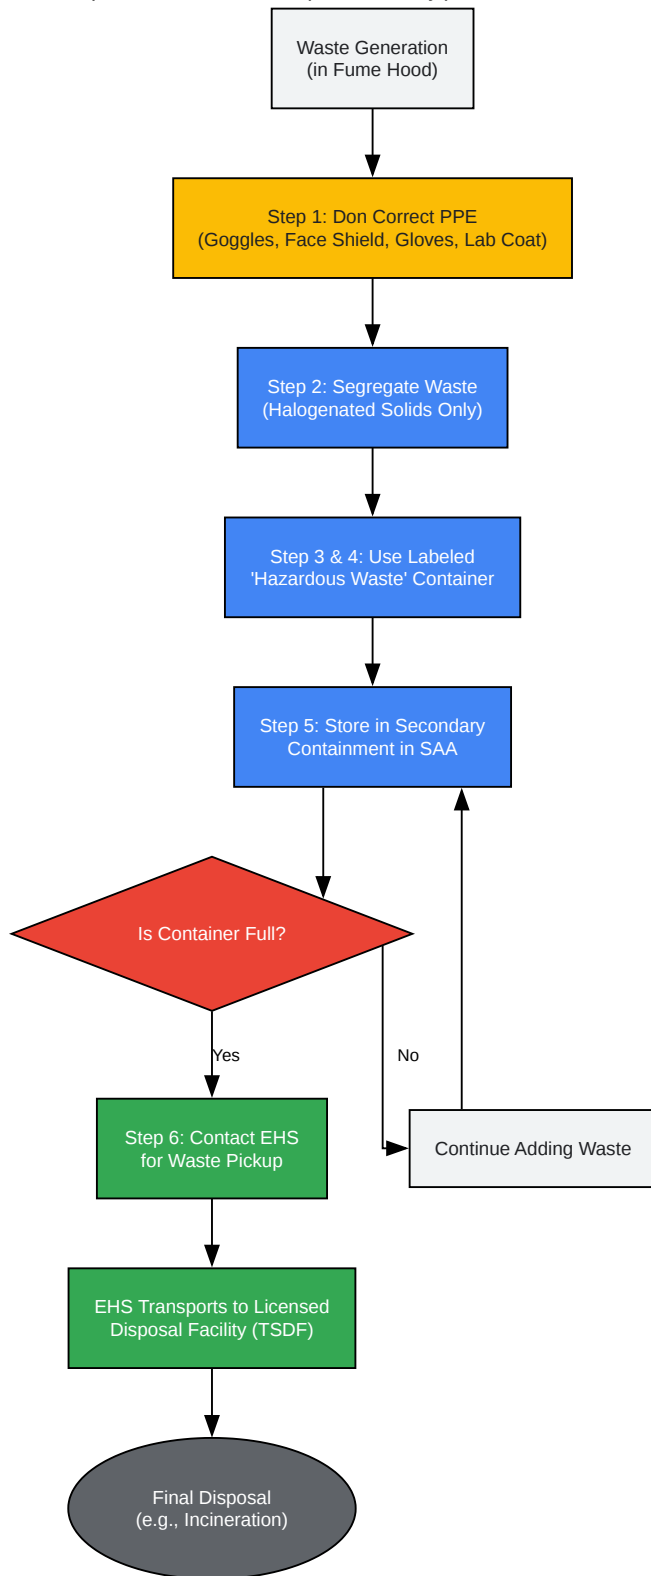 Waste Generation
(in Fume Hood)
Step 1: Don Correct PPE
(Goggles, Face Shield, Gloves, Lab Coat)
Step 2: Segregate Waste
(Halogenated Solids Only)
Step 3 & 4: Use Labeled
'Hazardous Waste' Container
Step 5: Store in Secondary
Containment in SAA
Is Container Full?
Yes
No
Step 6: Contact EHS
for Waste Pickup
Continue Adding Waste
EHS Transports to Licensed
Disposal Facility (TSDF)
Final Disposal
(e.g., Incineration)